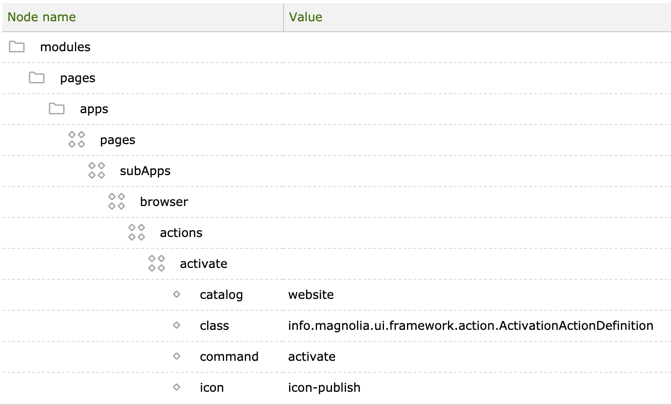 Node name Value
modules
pages
apps
pages
subApps
browser
actions
activate
catalog website
class info.magnolia.ui.framework.action.ActivationActionDefinition
command activate
icon icon-publish